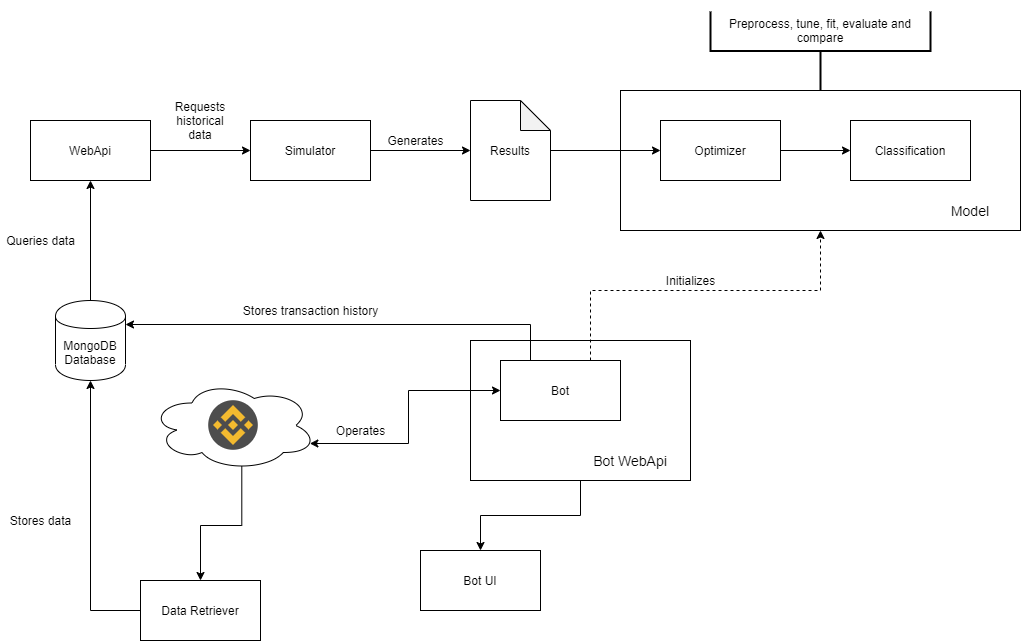 Preprocess, tune, fit, evaluate and
compare
Requests
historical
data
WebApi
Simulator
Generates
Results
Optimizer
Classification
Model
Queries data
Initializes
Stores transaction history
MongoDB
Database
Bot
Operates
Bot WebApi
Stores data
Bot UI
Data Retriever